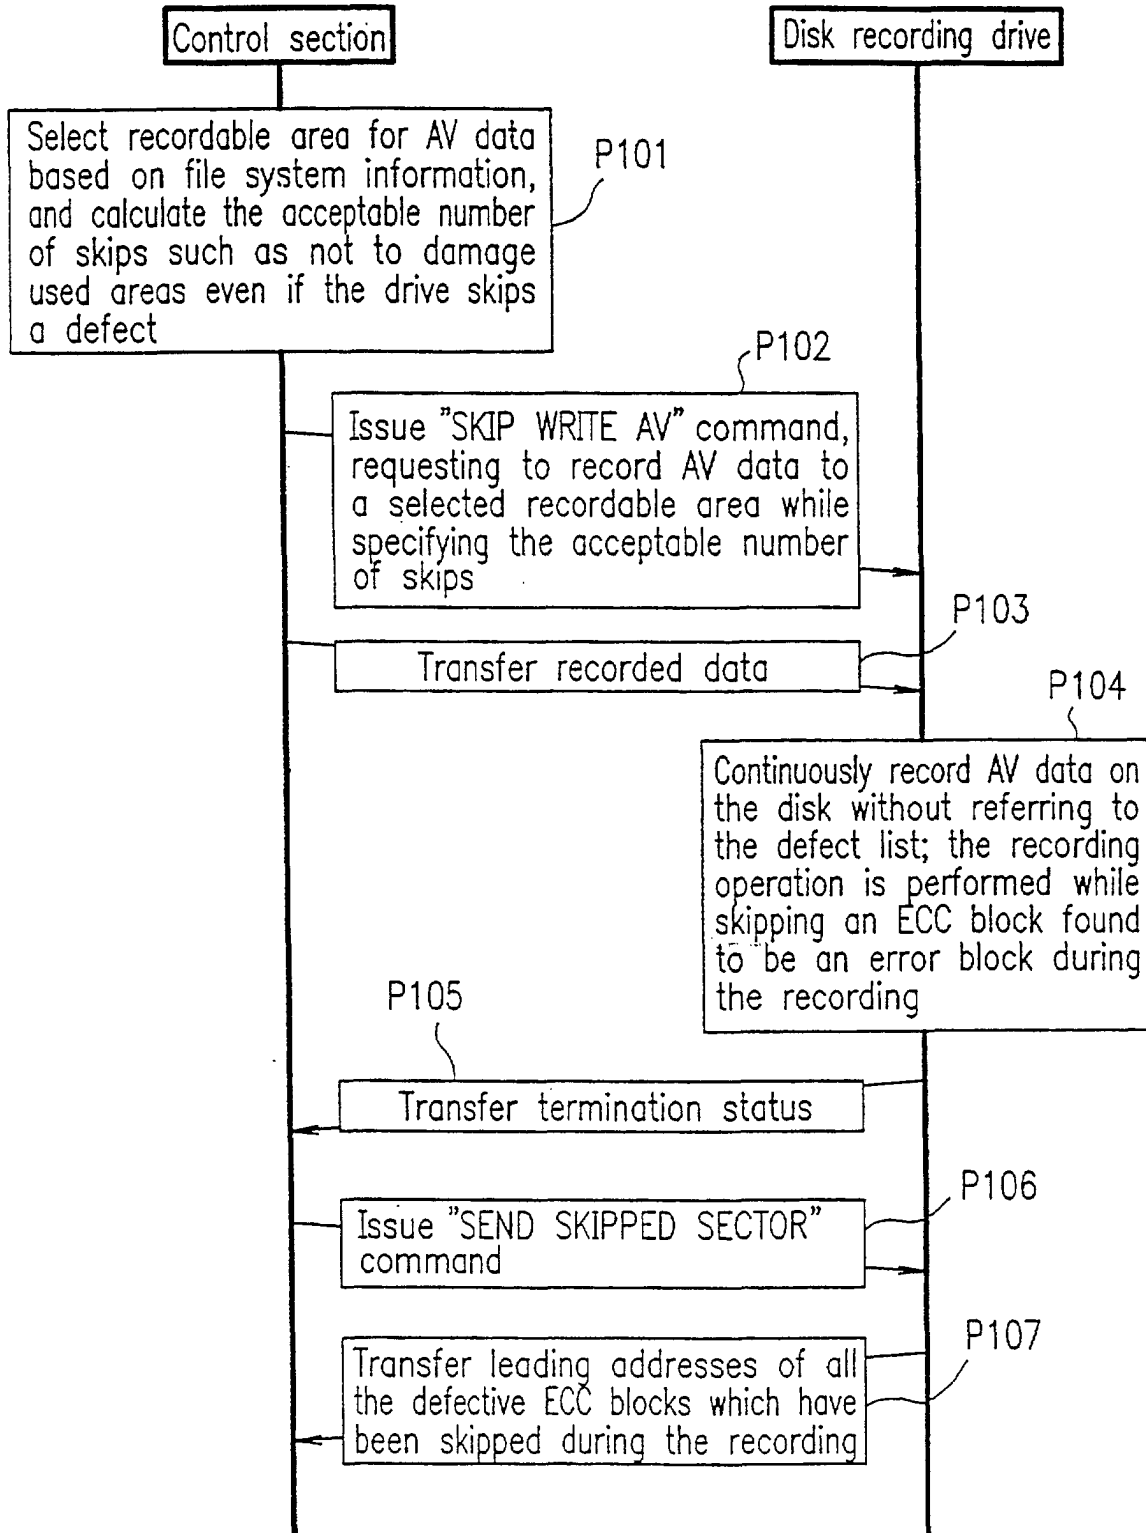 Control section
Disk recording drive
Select recordable area for AV data
based on file system information,
and calculate the acceptable number
of skips such as not to damage
used areas even if the drive skips
a defect
P101
P102
Issue "SKIP WRITE AV" command,
requesting to record AV data to
a selected recordable area while
specifying the acceptable number
of skips
P103
Transfer recorded data
P104
Continuously record AV data on
the disk without referring to
the defect list; the recording
operation is performed while
skipping an ECC block found
to be an error block during
the recording
P105
Transfer termination status
P106
Issue "SEND SKIPPED SECTOR"
command
P107
Transfer leading addresses of all
the defective ECC blocks which have
been skipped during the recording